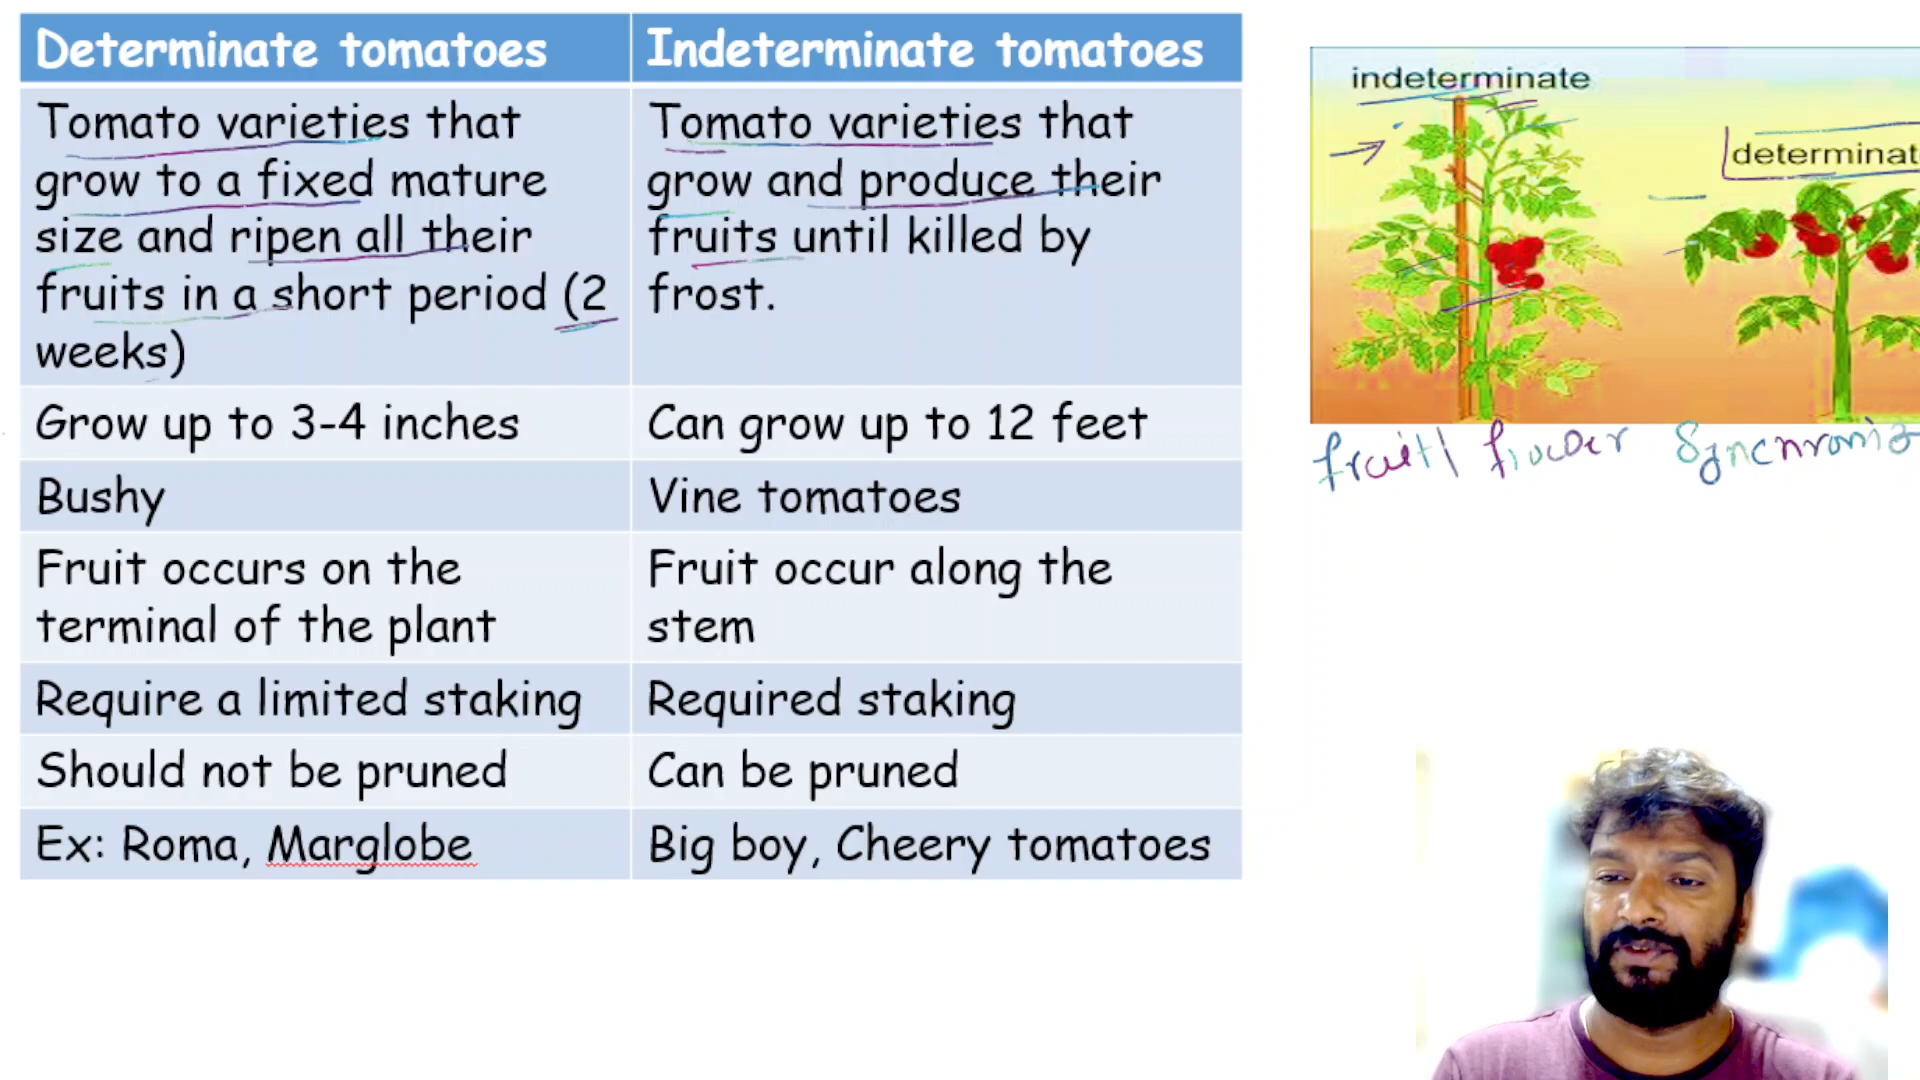 Determinate tomatoes
Indeterminate tomatoes
Tomato varieties that
grow to a fixed mature
size and ripen all their
fruits in a short period (2
weeks)
Tomato varieties that
grow and produce their
fruits until killed by
frost.
Grow up to 3-4 inches
Can grow up to 12 feet
Bushy
Vine tomatoes
Fruit occurs on the
terminal of the plant
Fruit occur along the
stem
Require a limited staking
Required staking
Should not be pruned
Can be pruned
Ex: Roma, Marglobe
Big boy, Cheery tomatoes
indeterminate
determinat
fruit| flower Synchroniz